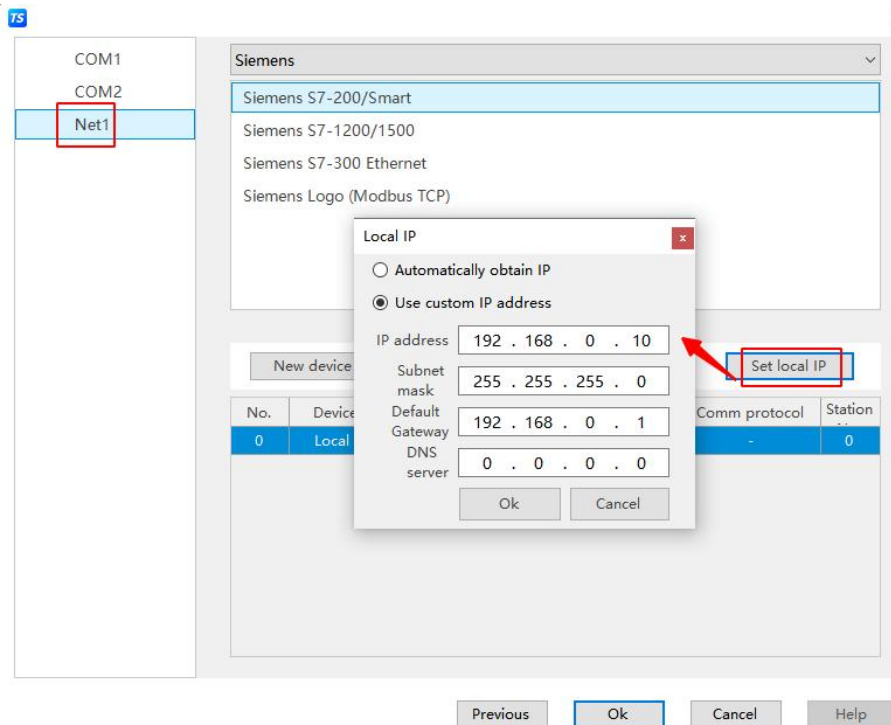 TS
COM1
COM2
Net1
Siemens
Siemens S7-200/Smart
Siemens S7-1200/1500
Siemens S7-300 Ethernet
Siemens Logo (Modbus TCP)
Local IP
x
Automatically obtain IP
Use custom IP address
IP address 192 . 168 . 0 . 10
Subnet mask 255 . 255 . 255 . 0
Default Gateway 192 . 168 . 0 . 1
DNS server 0 . 0 . 0 . 0
Ok Cancel
New device Set local IP
No. Device Comm protocol Station
0 Local - 0
Previous Ok Cancel Help